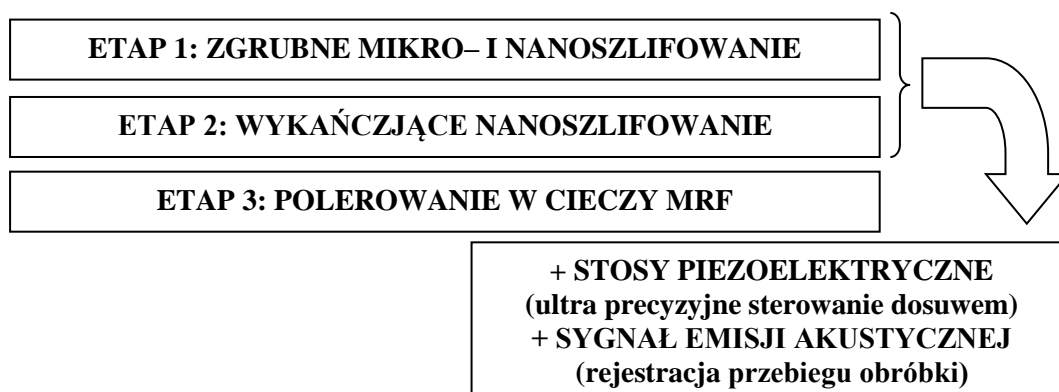 ETAP 1: ZGRUBNE MIKRO– I NANOSZLIFOWANIE
ETAP 2: WYKAŃCZJĄCE NANOSZLIFOWANIE
ETAP 3: POLEROWANIE W CIECZY MRF
+ STOSY PIEZOELEKTRYCZNE
(ultra precyzyjne sterowanie dosuwem)
+ SYGNAŁ EMISJI AKUSTYCZNEJ
(rejestracja przebiegu obróbki)